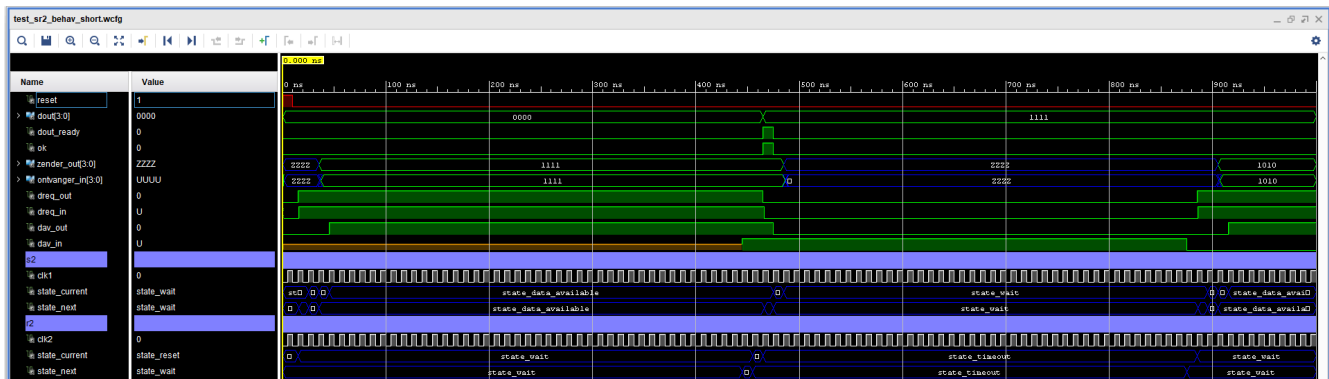 test_sr2_behav_short.wcfg
0.000 ns
Name Value 0 ns 100 ns 200 ns 300 ns 400 ns 500 ns 600 ns 700 ns 800 ns 900 ns
reset 1
dout[3:0] 0000 0000 1111
dout_ready 0
ok 0
zender_out[3:0] ZZZZ ZZZZ 1111 ZZZZ 1010
ontvanger_in[3:0] UUUU ZZZZ 1111 ZZZZ 1010
dreq_out 0
dreq_in U
dav_out 0
dav_in U
s2
clk1 0
state_current state_wait st state_data_available state_wait state_data_avai
state_next state_wait state_data_available state_wait state_data_availa
r2
clk2 0
state_current state_reset state_wait state_timeout state_wait
state_next state_wait state_wait state_timeout state_wait